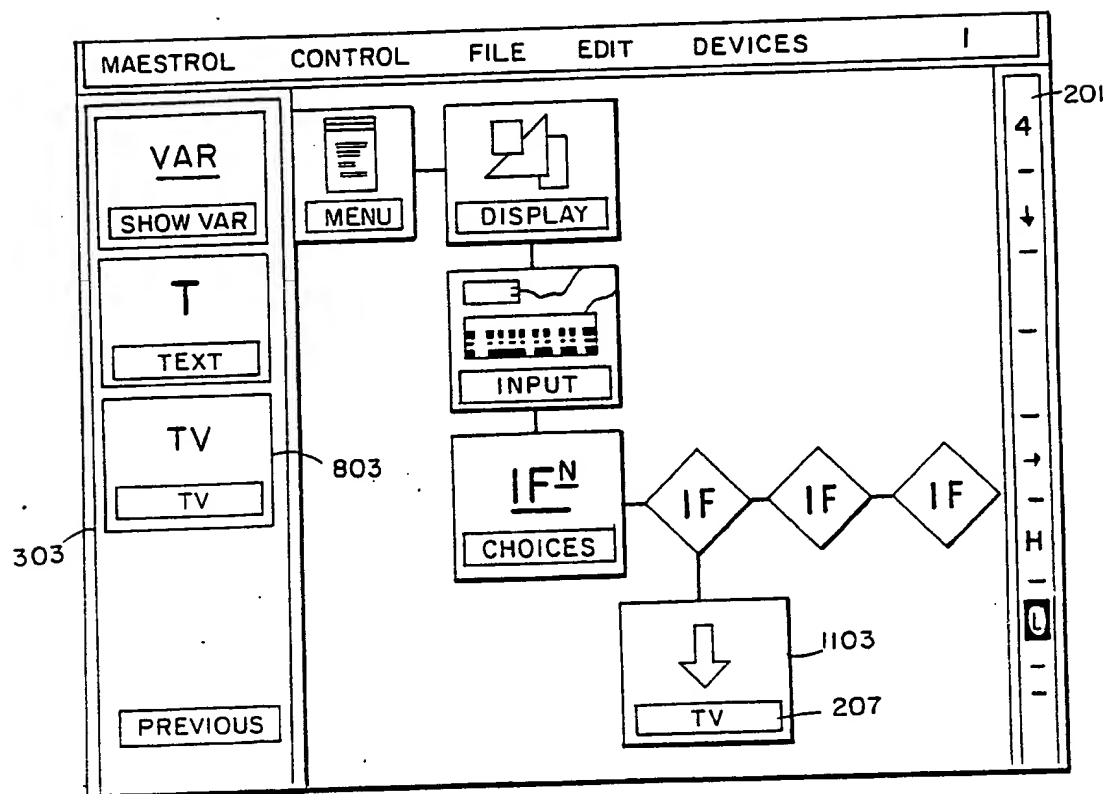 MAESTROL CONTROL FILE EDIT DEVICES I
201
4
VAR
SHOW VAR
MENU
DISPLAY
T
TEXT
INPUT
TV
TV
803
303
IFN
CHOICES
IF IF IF
H
L
1103
TV
207
PREVIOUS